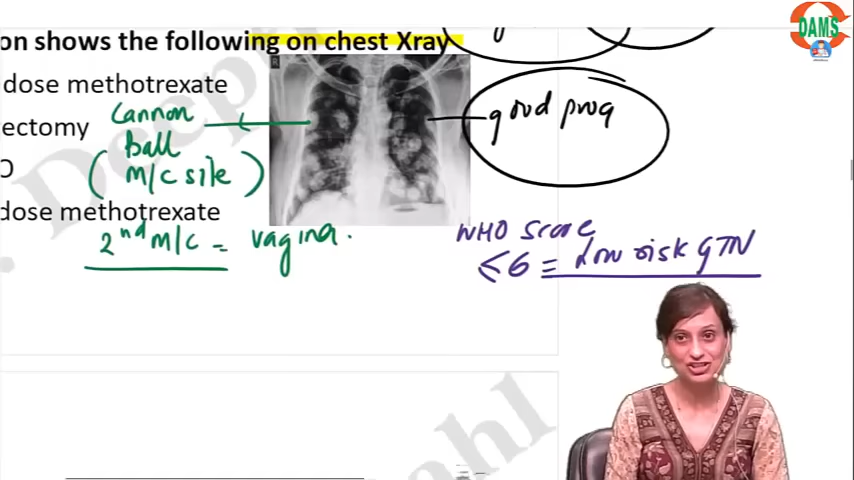 on shows the following on chest Xray
DAMS
dose methotrexate
ectomy
O
dose methotrexate
R
Cannon
Ball
(M/C site)
2nd M/C = vagina.
good prog
WHO score
≤6 = Low risk GTN